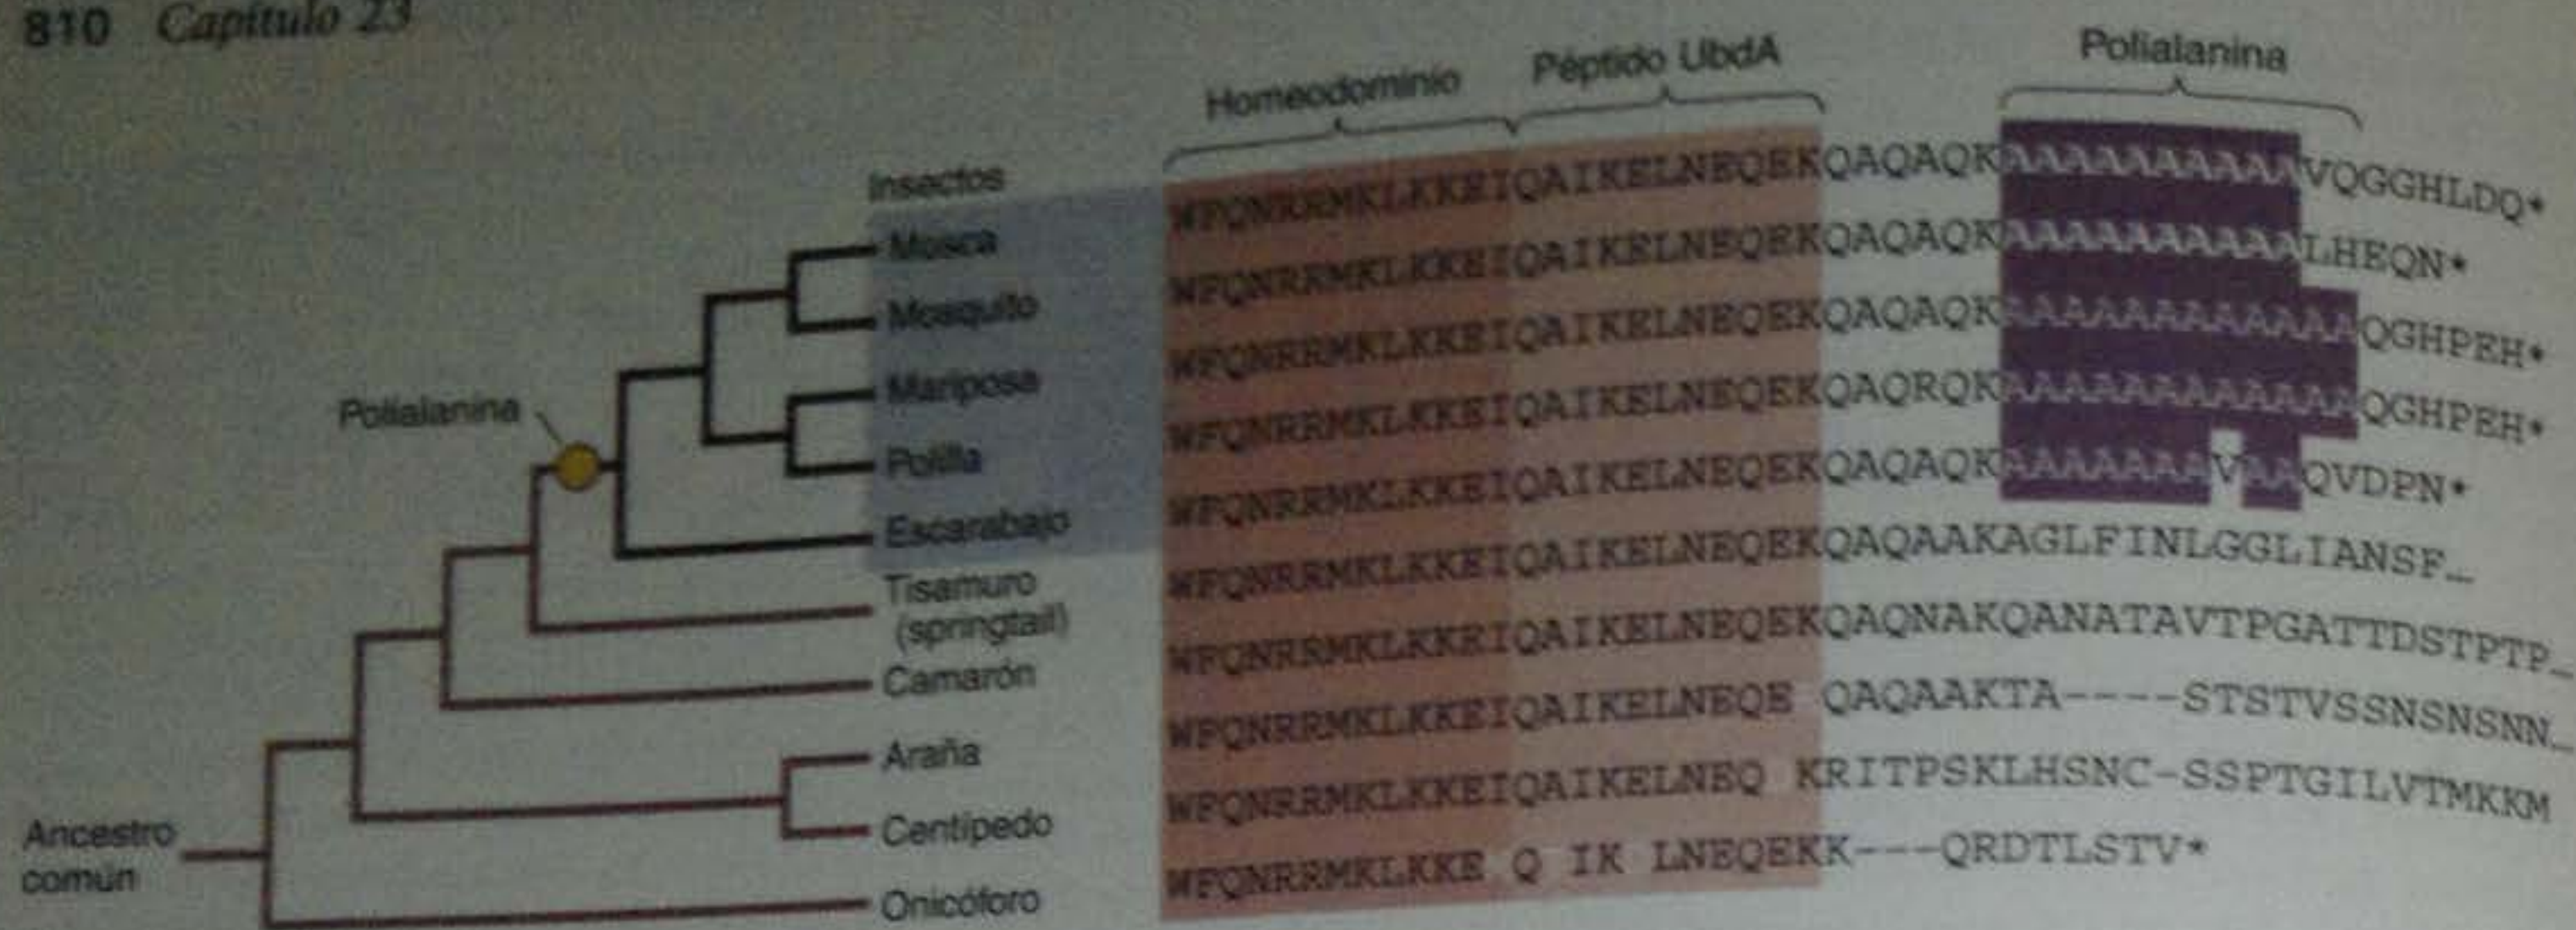 810 Capítulo 23
Homeodominio
Péptido UbdA
Polialanina
Insectos
Mosca
Mosquito
Mariposa
Polilla
Escarabajo
Tisamuro
(springtail)
Camarón
Araña
Centípedo
Onicóforo
Polialanina
Ancestro
común
WFQNRRMKLKKEIQAIKELNEQEKQAQAQKAAAAAAAAAAVQGGHLDQ*
WFQNRRMKLKKEIQAIKELNEQEKQAQAQKAAAAAAAAAALHEQN*
WFQNRRMKLKKEIQAIKELNEQEKQAQAQKAAAAAAAAAAAAQGHPEH*
WFQNRRMKLKKEIQAIKELNEQEKQAQRQKAAAAAAAAAAAAQGHPEH*
WFQNRRMKLKKEIQAIKELNEQEKQAQAQKAAAAAAAVAAQVDPN*
WFQNRRMKLKKEIQAIKELNEQEKQAQAAKAGLFINLGGLIANSF_
WFQNRRMKLKKEIQAIKELNEQEKQAQNAKQANATAVTPGATTDSTPTP_
WFQNRRMKLKKEIQAIKELNEQE QAQAAKTA----STSTVSSNSNSNN_
WFQNRRMKLKKEIQAIKELNEQ KRITPSKLHSNC-SSPTGILVTMKKM
WFQNRRMKLKKE Q IK LNEQEKK---QRDTLSTV*